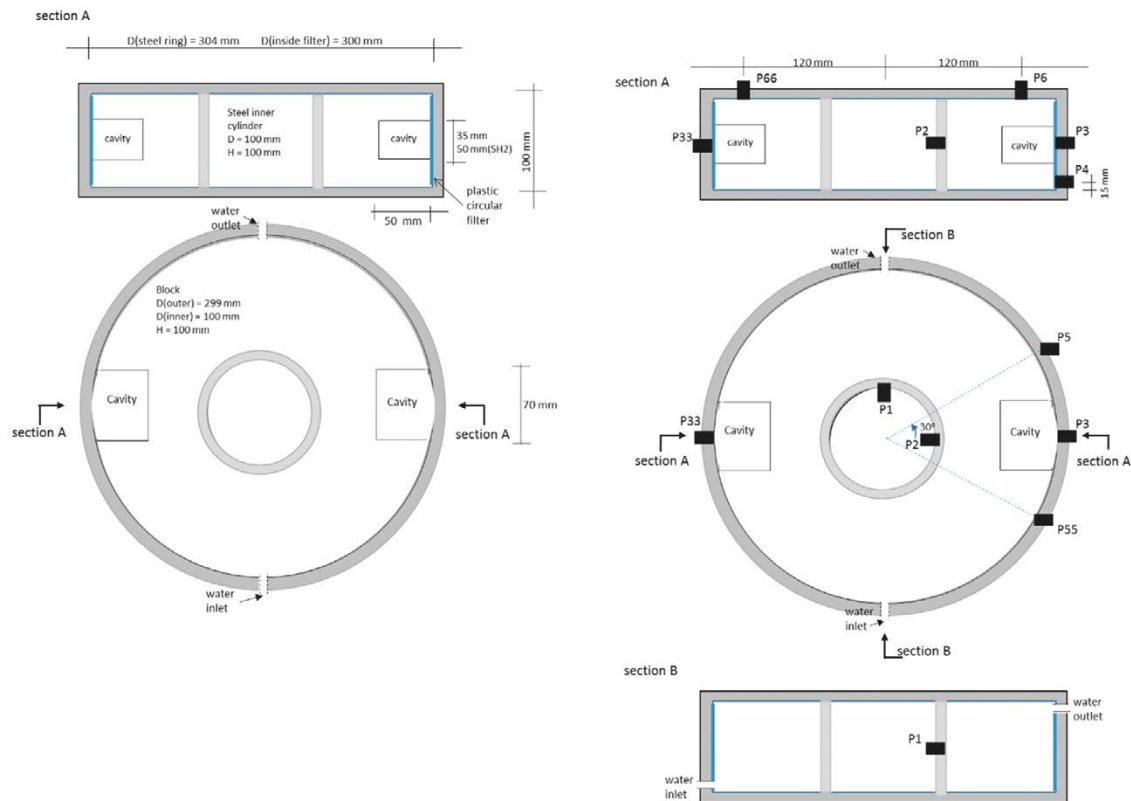 section A
D(steel ring) = 304 mm
D(inside filter) = 300 mm
Steel inner
cylinder
D = 100 mm
H = 100 mm
cavity
cavity
35 mm
50 mm(SH2)
100 mm
plastic
circular
filter
50 mm
water
outlet
Block
D(outer) = 299 mm
D(inner) = 100 mm
H = 100 mm
Cavity
Cavity
70 mm
section A
section A
water
inlet
120 mm
120 mm
section A
P66
P6
P33
P2
P3
cavity
cavity
P4
15 mm
section B
water
outlet
P5
P1
30º
P2
P33
Cavity
Cavity
P3
section A
section A
P55
water
inlet
section B
section B
P1
water
outlet
water
inlet